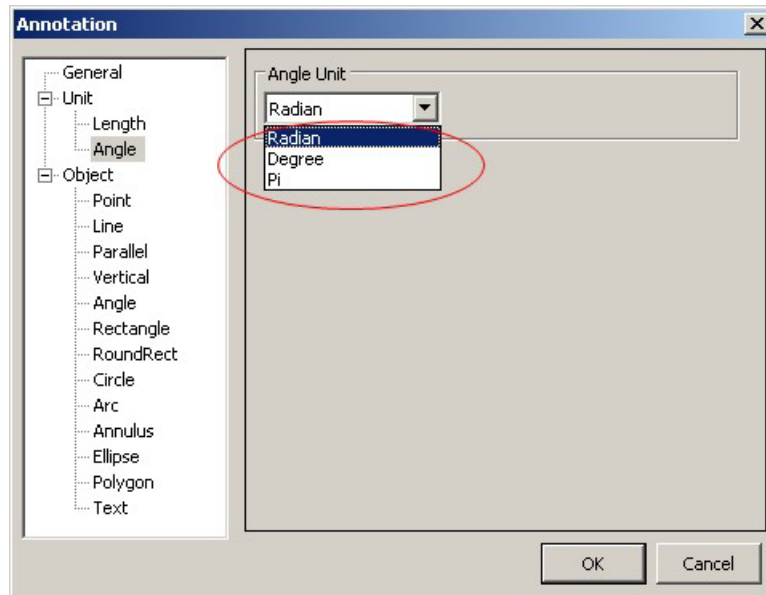 Annotation
General
Unit
Length
Angle
Object
Point
Line
Parallel
Vertical
Angle
Rectangle
RoundRect
Circle
Arc
Annulus
Ellipse
Polygon
Text
Angle Unit
Radian
Radian
Degree
Pi
OK
Cancel